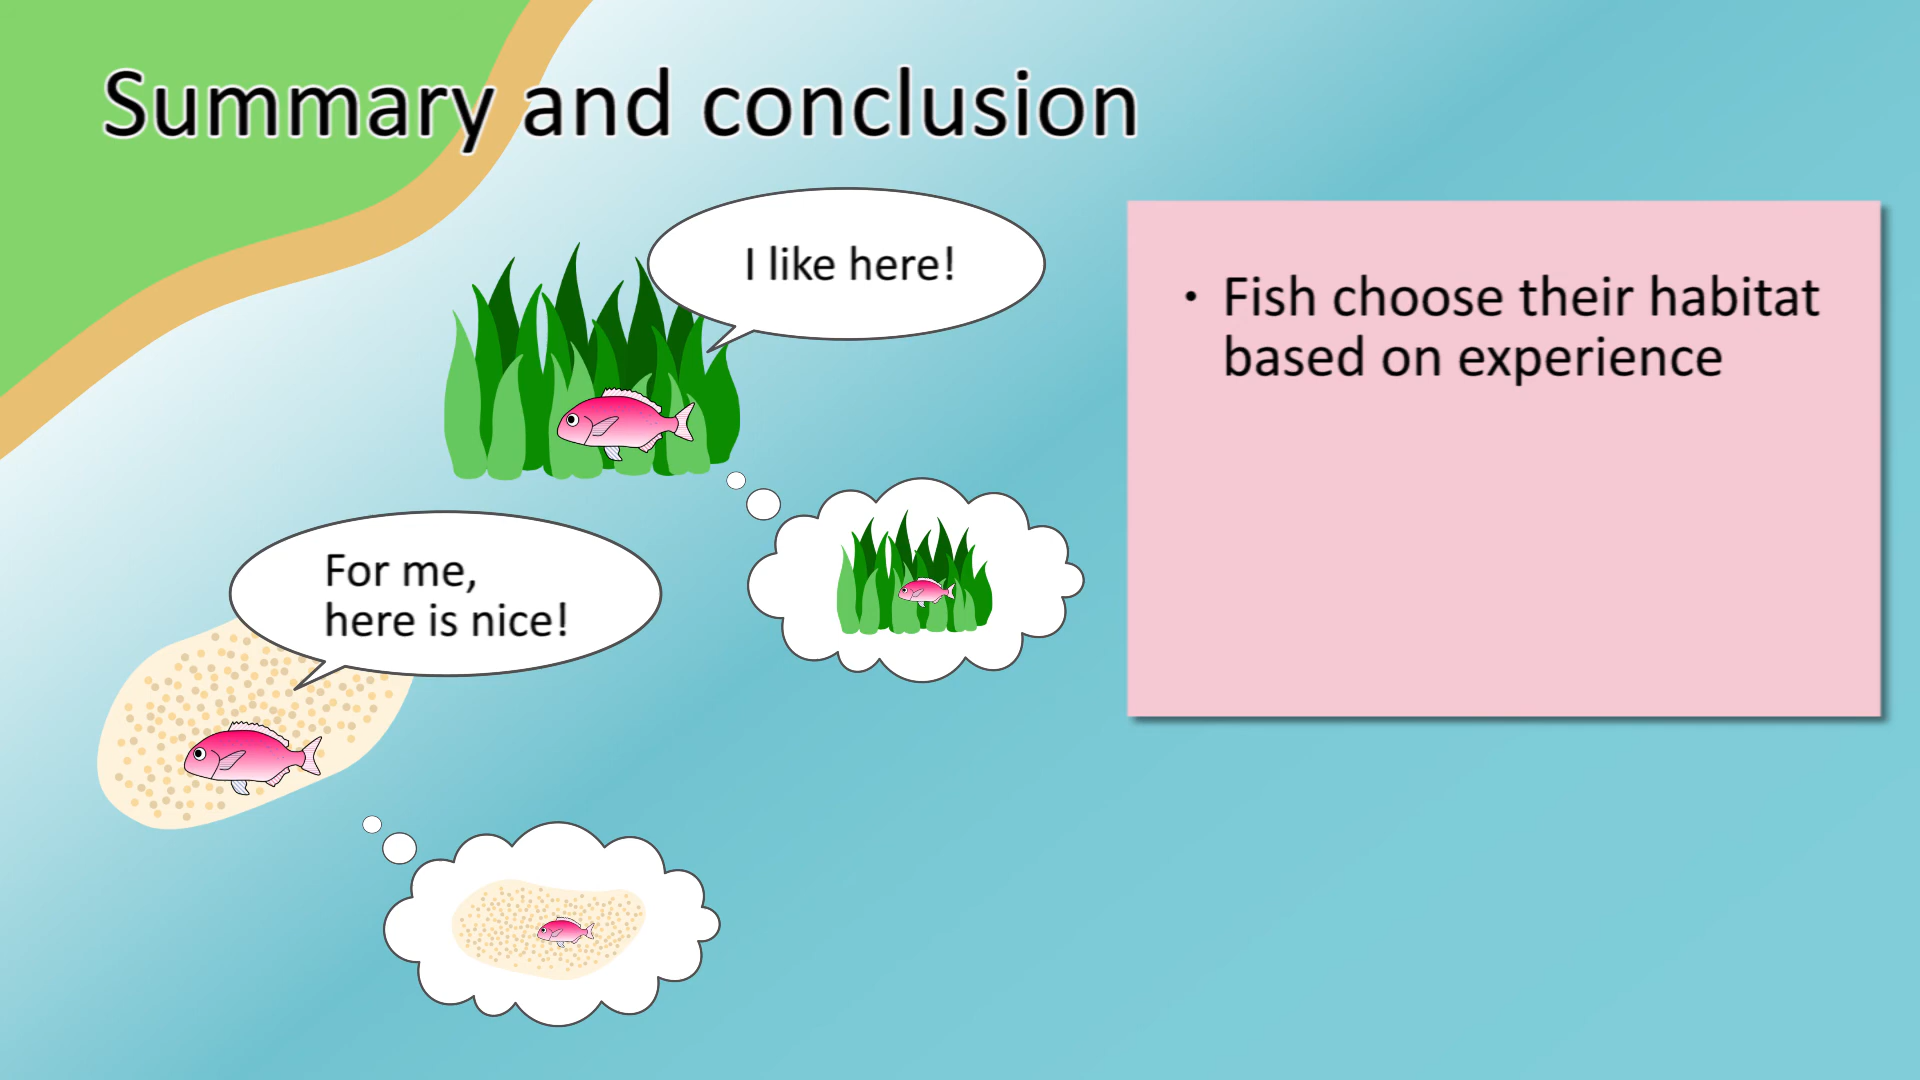 Summary and conclusion
I like here!
• Fish choose their habitat
based on experience
For me,
here is nice!